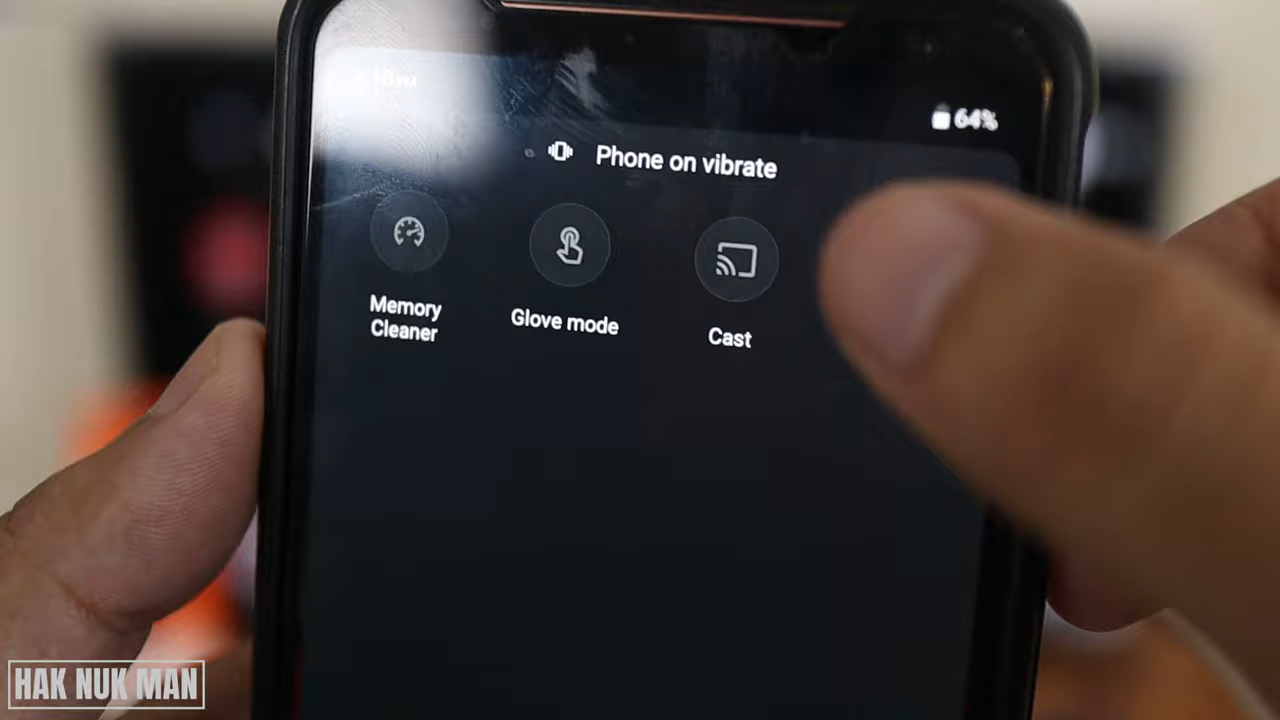 64%
Phone on vibrate
Memory
Cleaner
Glove mode
Cast
HAK NUK MAN